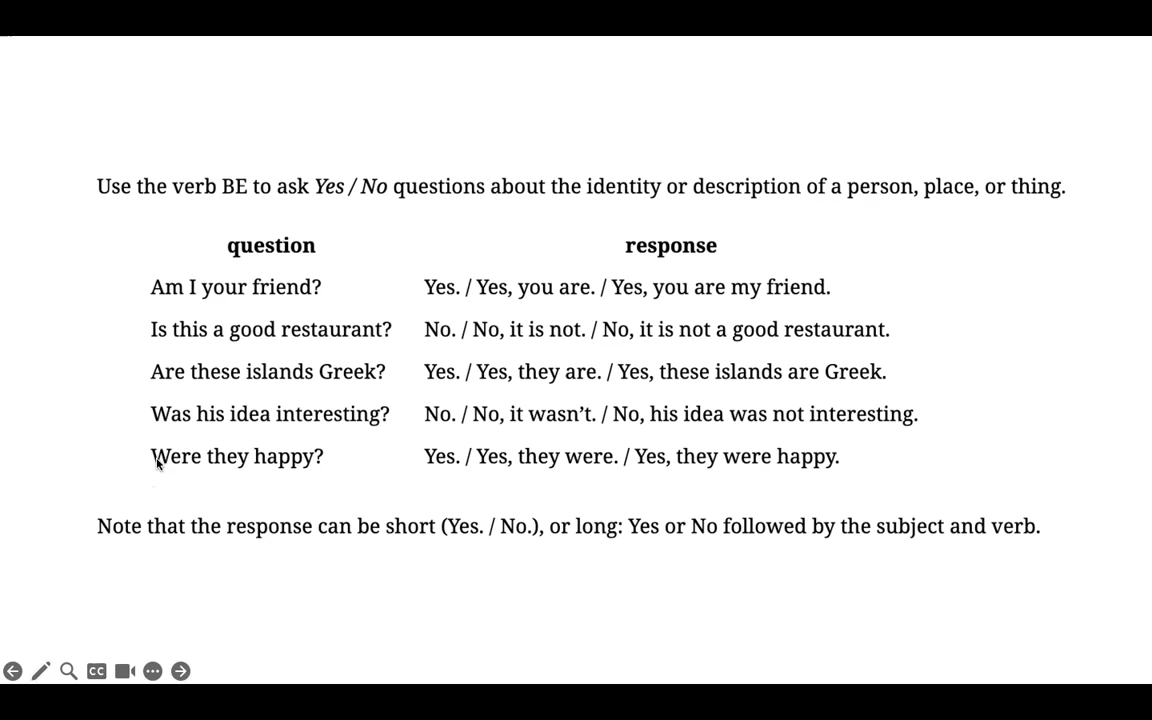 Use the verb BE to ask Yes / No questions about the identity or description of a person, place, or thing.
question response
Am I your friend? Yes. / Yes, you are. / Yes, you are my friend.
Is this a good restaurant? No. / No, it is not. / No, it is not a good restaurant.
Are these islands Greek? Yes. / Yes, they are. / Yes, these islands are Greek.
Was his idea interesting? No. / No, it wasn’t. / No, his idea was not interesting.
Were they happy? Yes. / Yes, they were. / Yes, they were happy.
Note that the response can be short (Yes. / No.), or long: Yes or No followed by the subject and verb.
CC